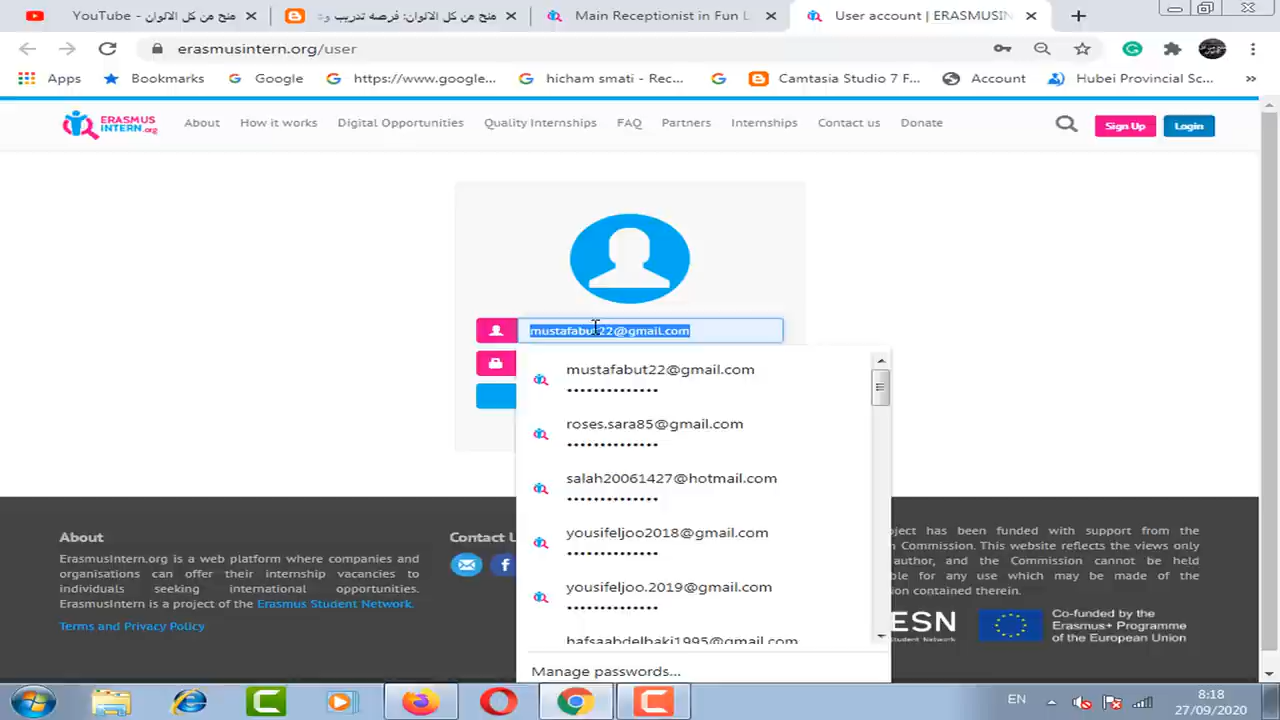 YouTube - منح من كل الالوان
منح من كل الالوان: فرصه تدريب
Main Receptionist in Fun
User account | ERASMUSIN
erasmusintern.org/user
Apps
Bookmarks
Google
https://www.google...
hicham smati - Rec...
Camtasia Studio 7 F...
Account
Hubei Provincial Sc...
»
ERASMUS
INTERN.org
About
How it works
Digital Opportunities
Quality Internships
FAQ
Partners
Internships
Contact us
Donate
Sign Up
Login
mustafabut22@gmail.com
mustafabut22@gmail.com
••••••••••••••
roses.sara85@gmail.com
••••••••••••••
salah20061427@hotmail.com
••••••••••••••
yousifeljoo2018@gmail.com
••••••••••••••
yousifeljoo.2019@gmail.com
••••••••••••••
hafsaabdelbaki1995@gmail.com
Manage passwords...
About
ErasmusIntern.org is a web platform where companies and
organisations can offer their internship vacancies to
individuals seeking international opportunities.
ErasmusIntern is a project of the Erasmus Student Network.
Terms and Privacy Policy
Contact
has been funded with support from the
Commission. This website reflects the views only
author, and the Commission cannot be held
for any use which may be made of the
contained therein.
ESN
Student Network
Co-funded by the
Erasmus+ Programme
of the European Union
EN
8:18
27/09/2020